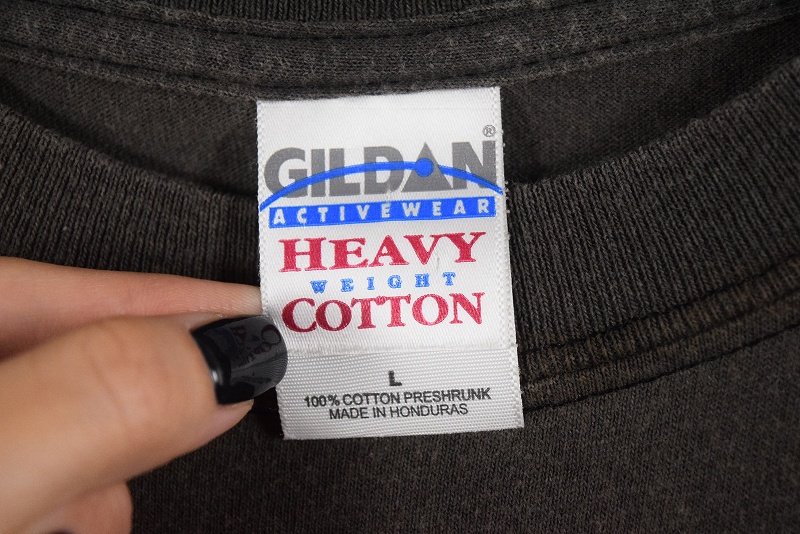 GILDAN®
ACTIVEWEAR
HEAVY
WEIGHT
COTTON
L
100% COTTON PRESHRUNK
MADE IN HONDURAS